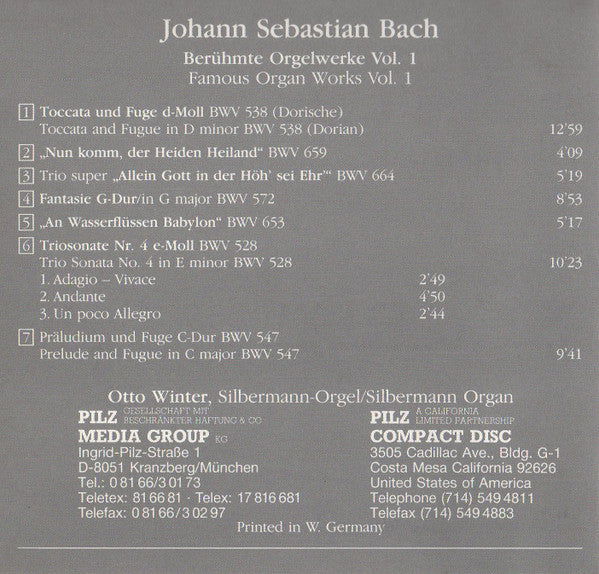 Johann Sebastian Bach
Berühmte Orgelwerke Vol. 1
Famous Organ Works Vol. 1
1 Toccata und Fuge d-Moll BWV 538 (Dorische)
Toccata and Fugue in D minor BWV 538 (Dorian) 12'59
2 „Nun komm, der Heiden Heiland“ BWV 659 4'09
3 Trio super „Allein Gott in der Höh' sei Ehr'“ BWV 664 5'19
4 Fantasie G-Dur/in G major BWV 572 8'53
5 „An Wasserflüssen Babylon“ BWV 653 5'17
6 Triosonate Nr. 4 e-Moll BWV 528
Trio Sonata No. 4 in E minor BWV 528 10'23
1. Adagio – Vivace 2'49
2. Andante 4'50
3. Un poco Allegro 2'44
7 Präludium und Fuge C-Dur BWV 547
Prelude and Fugue in C major BWV 547 9'41
Otto Winter, Silbermann-Orgel/Silbermann Organ
PILZ GESELLSCHAFT MIT BESCHRÄNKTER HAFTUNG & CO
MEDIA GROUP KG
Ingrid-Pilz-Straße 1
D-8051 Kranzberg/München
Tel.: 0 81 66/3 01 73
Teletex: 81 66 81 · Telex: 17 816 681
Telefax: 0 81 66/3 02 97
PILZ A CALIFORNIA LIMITED PARTNERSHIP
COMPACT DISC
3505 Cadillac Ave., Bldg. G-1
Costa Mesa California 92626
United States of America
Telephone (714) 549 4811
Telefax (714) 549 4883
Printed in W. Germany